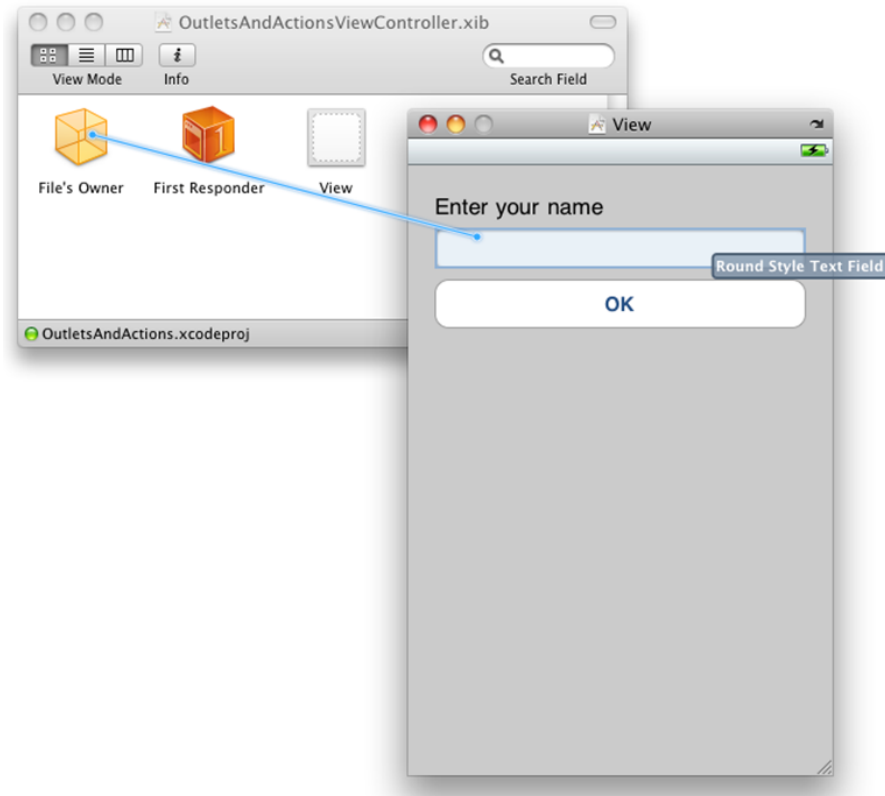 OutletsAndActionsViewController.xib
View Mode
Info
Search Field
File's Owner
First Responder
View
OutletsAndActions.xcodeproj
View
Enter your name
Round Style Text Field
OK